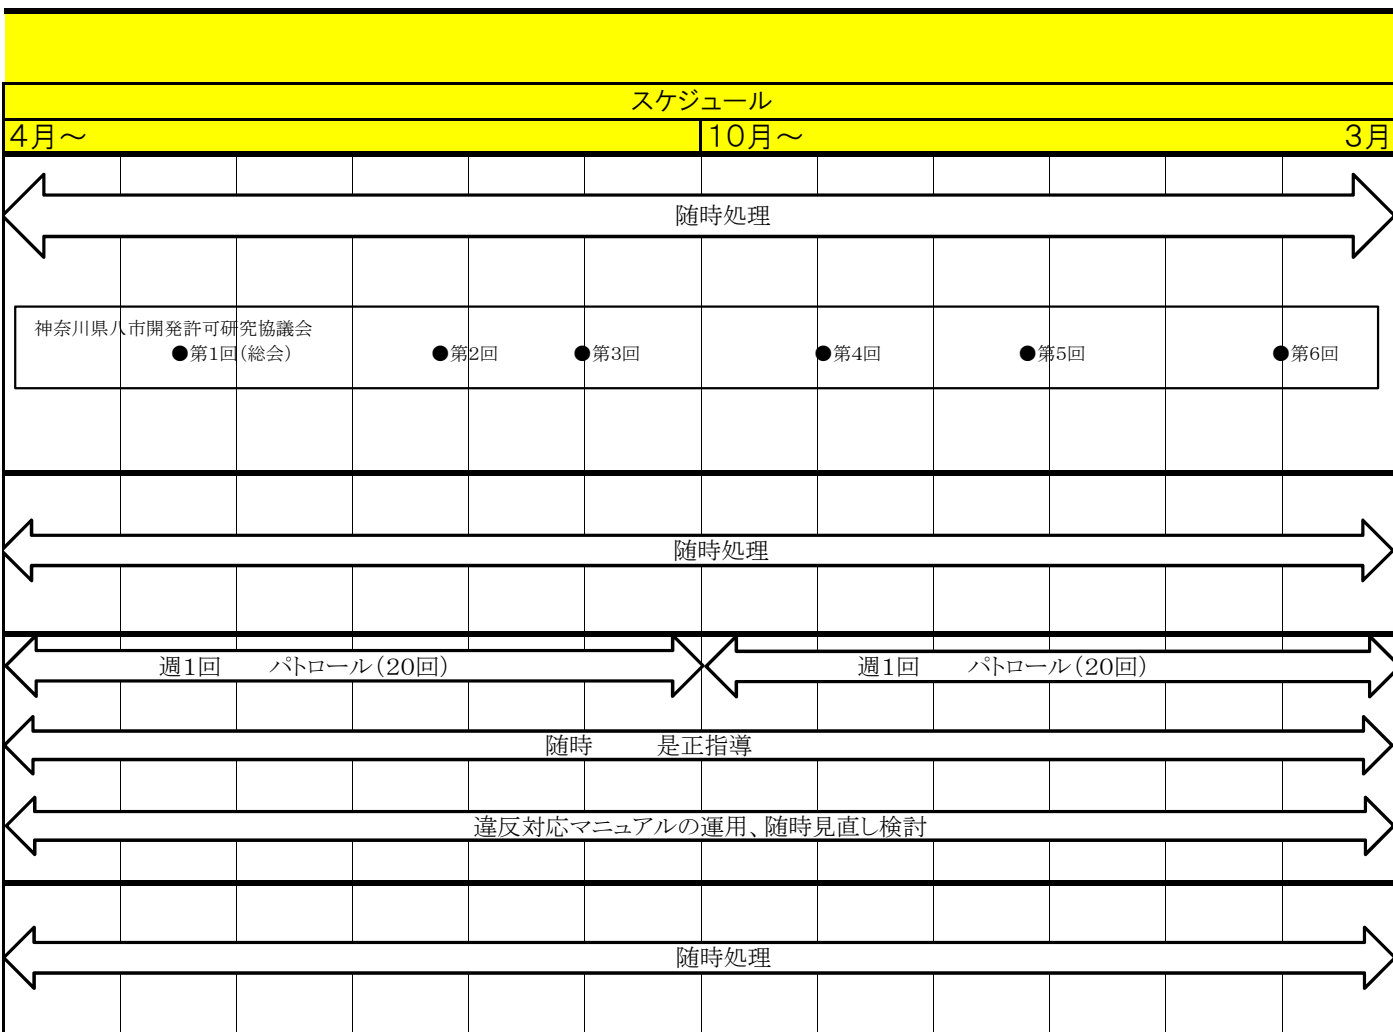 スケジュール
4月～ 10月～ 3月
随時処理
神奈川県八市開発許可研究協議会
●第1回(総会) ●第2回 ●第3回 ●第4回 ●第5回 ●第6回
随時処理
週1回 パトロール(20回) 週1回 パトロール(20回)
随時 是正指導
違反対応マニュアルの運用、随時見直し検討
随時処理